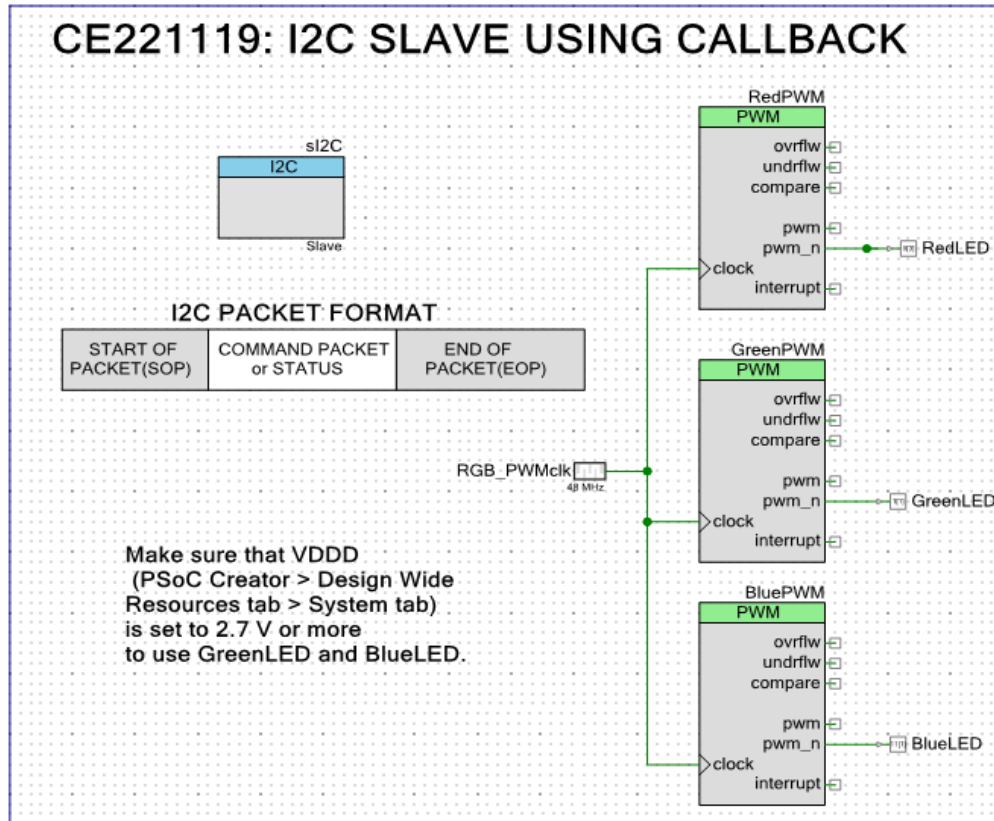 CE221119: I2C SLAVE USING CALLBACK
sI2C
I2C
Slave
I2C PACKET FORMAT
START OF
PACKET(SOP)
COMMAND PACKET
or STATUS
END OF
PACKET(EOP)
RGB_PWMclk
48 MHz
Make sure that VDDD
(PSoC Creator > Design Wide
Resources tab > System tab)
is set to 2.7 V or more
to use GreenLED and BlueLED.
RedPWM
PWM
ovrflw
undrflw
compare
pwm
pwm_n
RedLED
clock
interrupt
GreenPWM
PWM
ovrflw
undrflw
compare
pwm
pwm_n
GreenLED
clock
interrupt
BluePWM
PWM
ovrflw
undrflw
compare
pwm
pwm_n
BlueLED
clock
interrupt